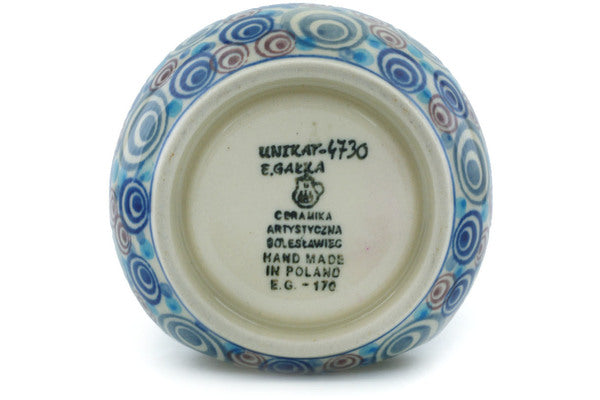 UNIKAT-4730
E.GAŁKA
CERAMIKA
ARTYSTYCZNA
BOLESŁAWIEC
HAND MADE
IN POLAND
E.G. - 170